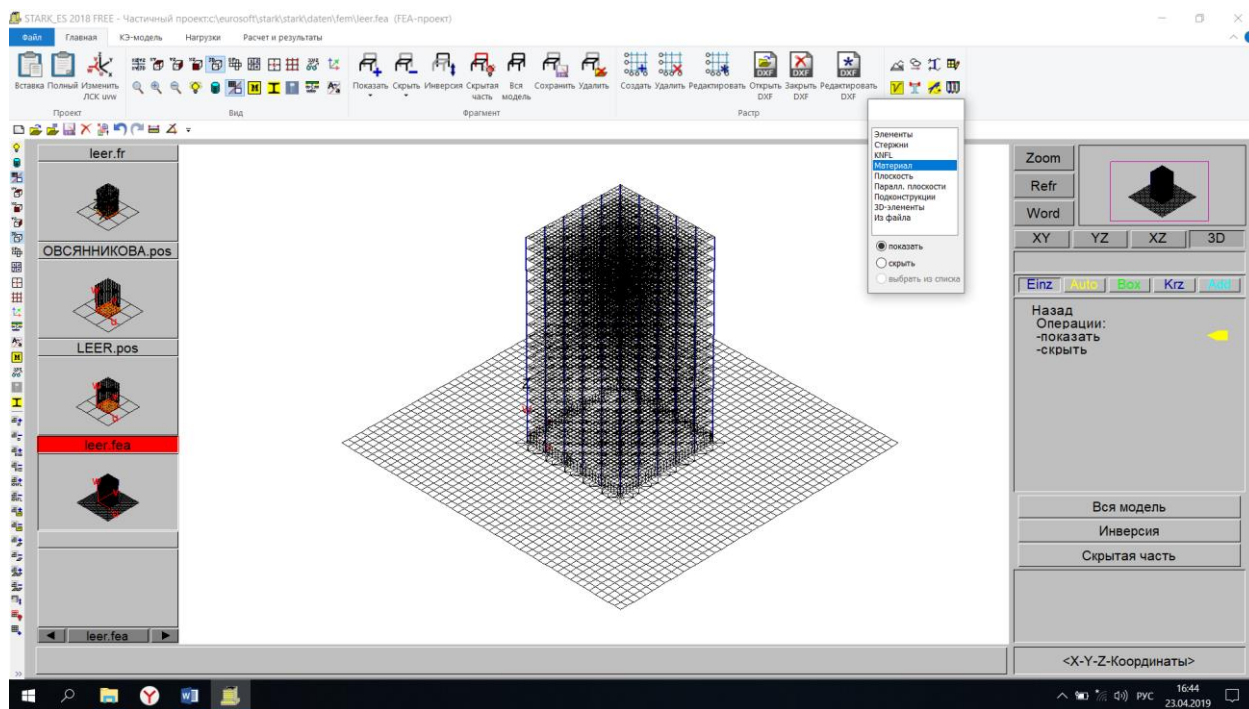 STARK_ES 2018 FREE - Частичный проект:c:\eurosoft\stark\stark\daten\fem\leer.fea (FEA-проект)
Файл Главная КЭ-модель Нагрузки Расчет и результаты
Вставка Полный Изменить ЛСК uvw
Показать Скрыть Инверсия Скрытая часть Вся модель Сохранить Удалить
Создать Удалить Редактировать Открыть DXF Закрыть DXF Редактировать DXF
Проект Вид Фрагмент Растр
leer.fr
ОВСЯННИКОВА.pos
LEER.pos
leer.fea
leer.fea
Элементы
Стержни
KNFL
Материал
Плоскость
Паралл. плоскости
Подконструкции
3D-элементы
Из файла
показать
скрыть
выбрать из списка
Zoom
Refr
Word
XY YZ XZ 3D
Einz Auto Box Krz Add
Назад
Операции:
-показать
-скрыть
Вся модель
Инверсия
Скрытая часть
<X-Y-Z-Координаты>
РУС 16:44
23.04.2019